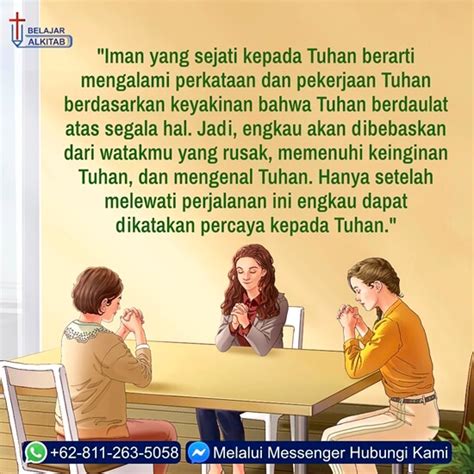 BELAJAR
ALKITAB
"Iman yang sejati kepada Tuhan berarti
mengalami perkataan dan pekerjaan Tuhan
berdasarkan keyakinan bahwa Tuhan berdaulat
atas segala hal. Jadi, engkau akan dibebaskan
dari watakmu yang rusak, memenuhi keinginan
Tuhan, dan mengenal Tuhan. Hanya setelah
melewati perjalanan ini engkau dapat
dikatakan percaya kepada Tuhan."
+62-811-263-5058 Melalui Messenger Hubungi Kami